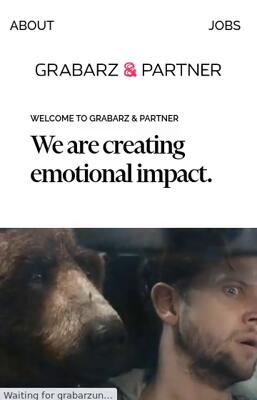 ABOUT
JOBS
GRABARZ & PARTNER
WELCOME TO GRABARZ & PARTNER
We are creating
emotional impact.
Waiting for grabarzun...